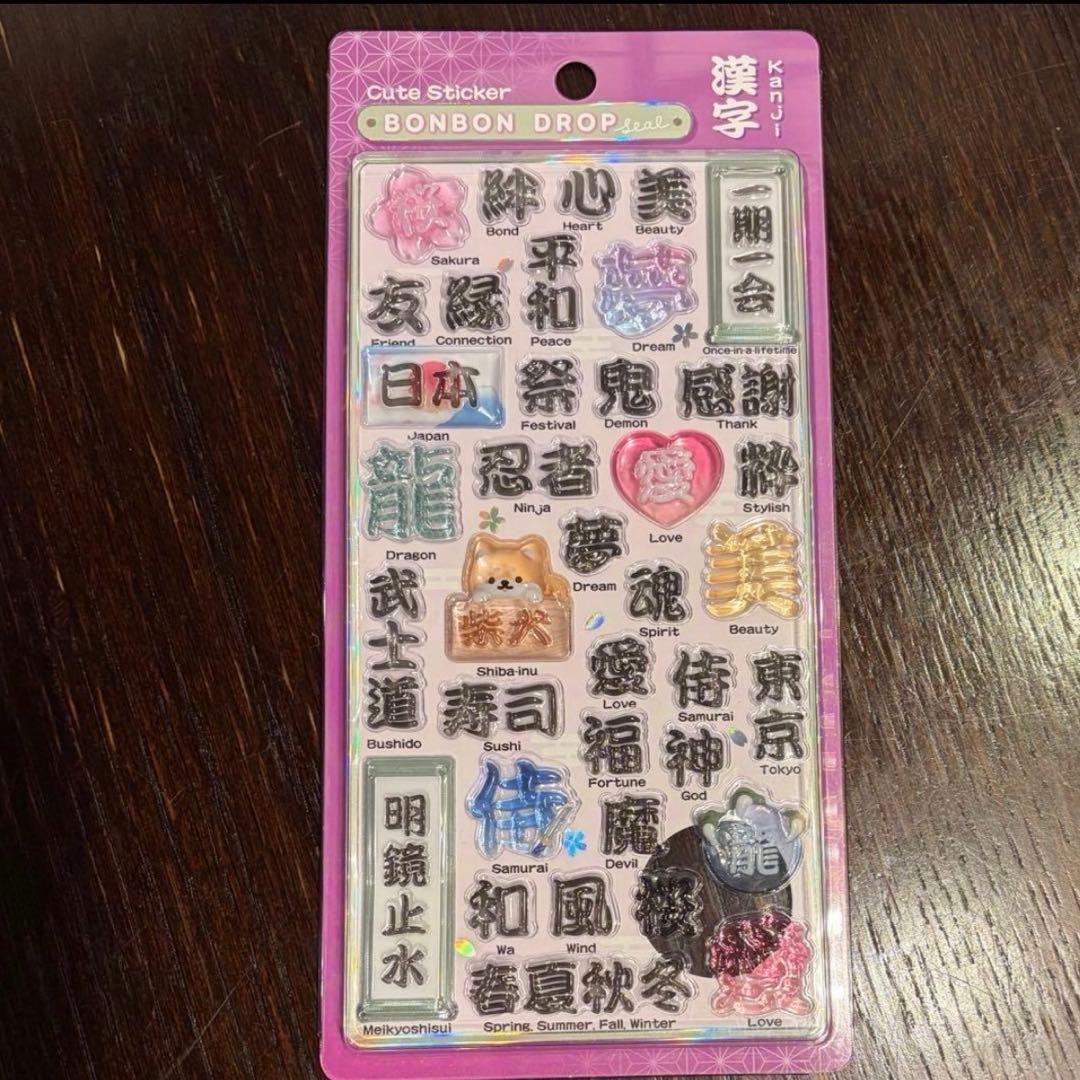 Cute Sticker
BONBON DROP seal
漢字
Kanji
桜
Sakura
絆
Bond
心
Heart
美
Beauty
一期一会
Once-in-a-lifetime
友
Friend
縁
Connection
平和
Peace
夢
Dream
日本
Japan
祭
Festival
鬼
Demon
感謝
Thank
龍
Dragon
忍者
Ninja
愛
Love
粋
Stylish
柴犬
Shiba-inu
夢
Dream
魂
Spirit
美
Beauty
武士道
Bushido
寿司
Sushi
愛
Love
侍
Samurai
東京
Tokyo
福
Fortune
神
God
明鏡止水
Meikyoshisui
侍
Samurai
魔
Devil
龍
和
Wa
風
Wind
桜
愛
Love
春夏秋冬
Spring, Summer, Fall, Winter